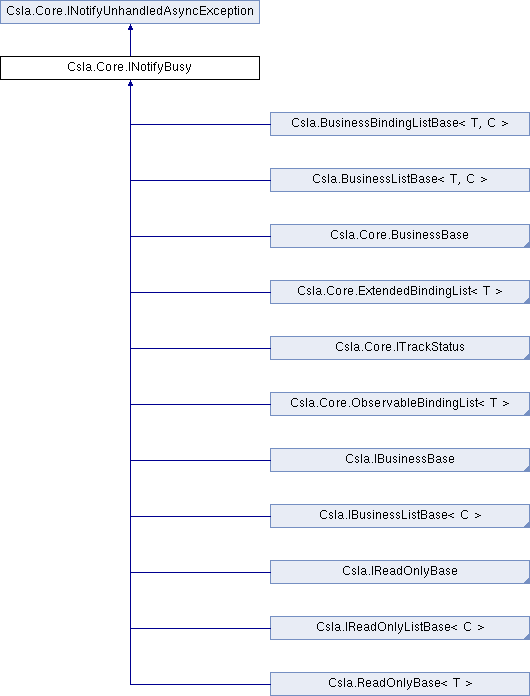 Csla.Core.INotifyUnhandledAsyncException
Csla.Core.INotifyBusy
Csla.BusinessBindingListBase< T, C >
Csla.BusinessListBase< T, C >
Csla.Core.BusinessBase
Csla.Core.ExtendedBindingList< T >
Csla.Core.ITrackStatus
Csla.Core.ObservableBindingList< T >
Csla.IBusinessBase
Csla.IBusinessListBase< C >
Csla.IReadOnlyBase
Csla.IReadOnlyListBase< C >
Csla.ReadOnlyBase< T >